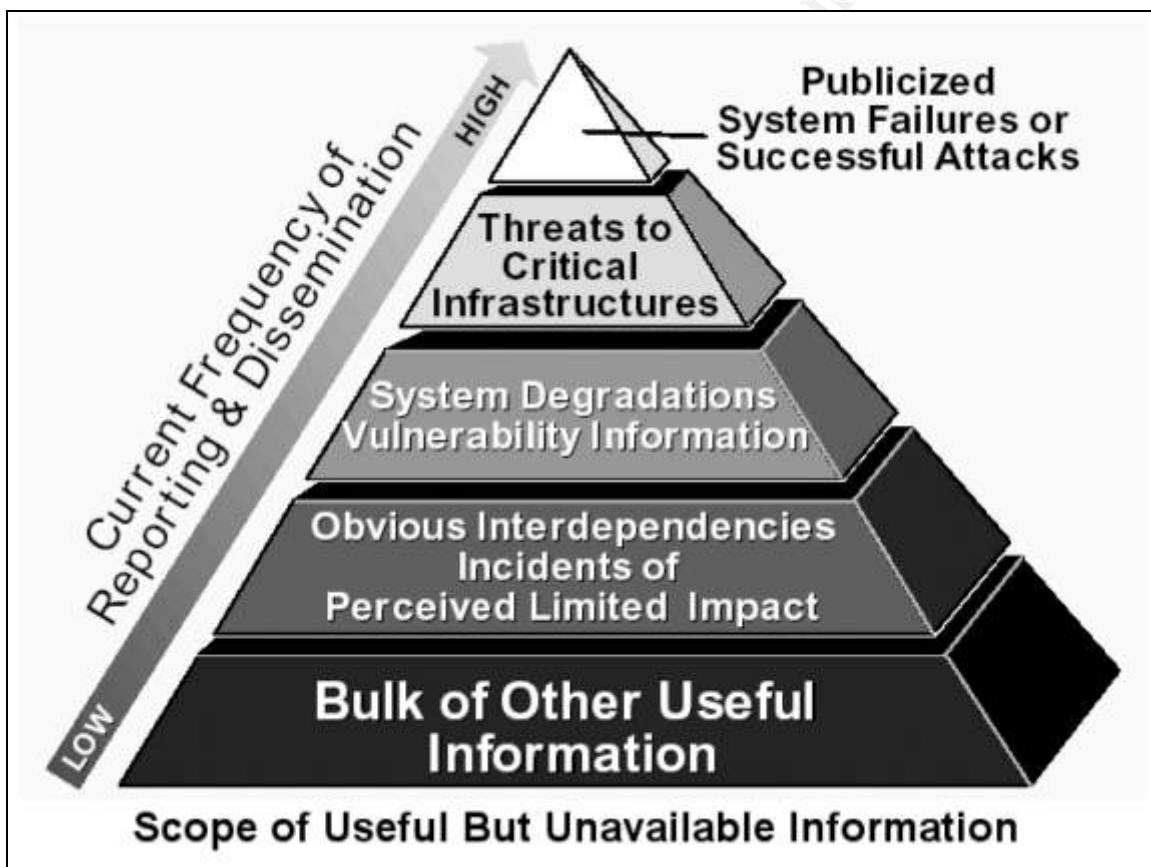 Publicized
System Failures or
Successful Attacks
HIGH
Current Frequency of
Reporting & Dissemination
LOW
Threats to
Critical
Infrastructures
System Degradations
Vulnerability Information
Obvious Interdependencies
Incidents of
Perceived Limited Impact
Bulk of Other Useful
Information
Scope of Useful But Unavailable Information